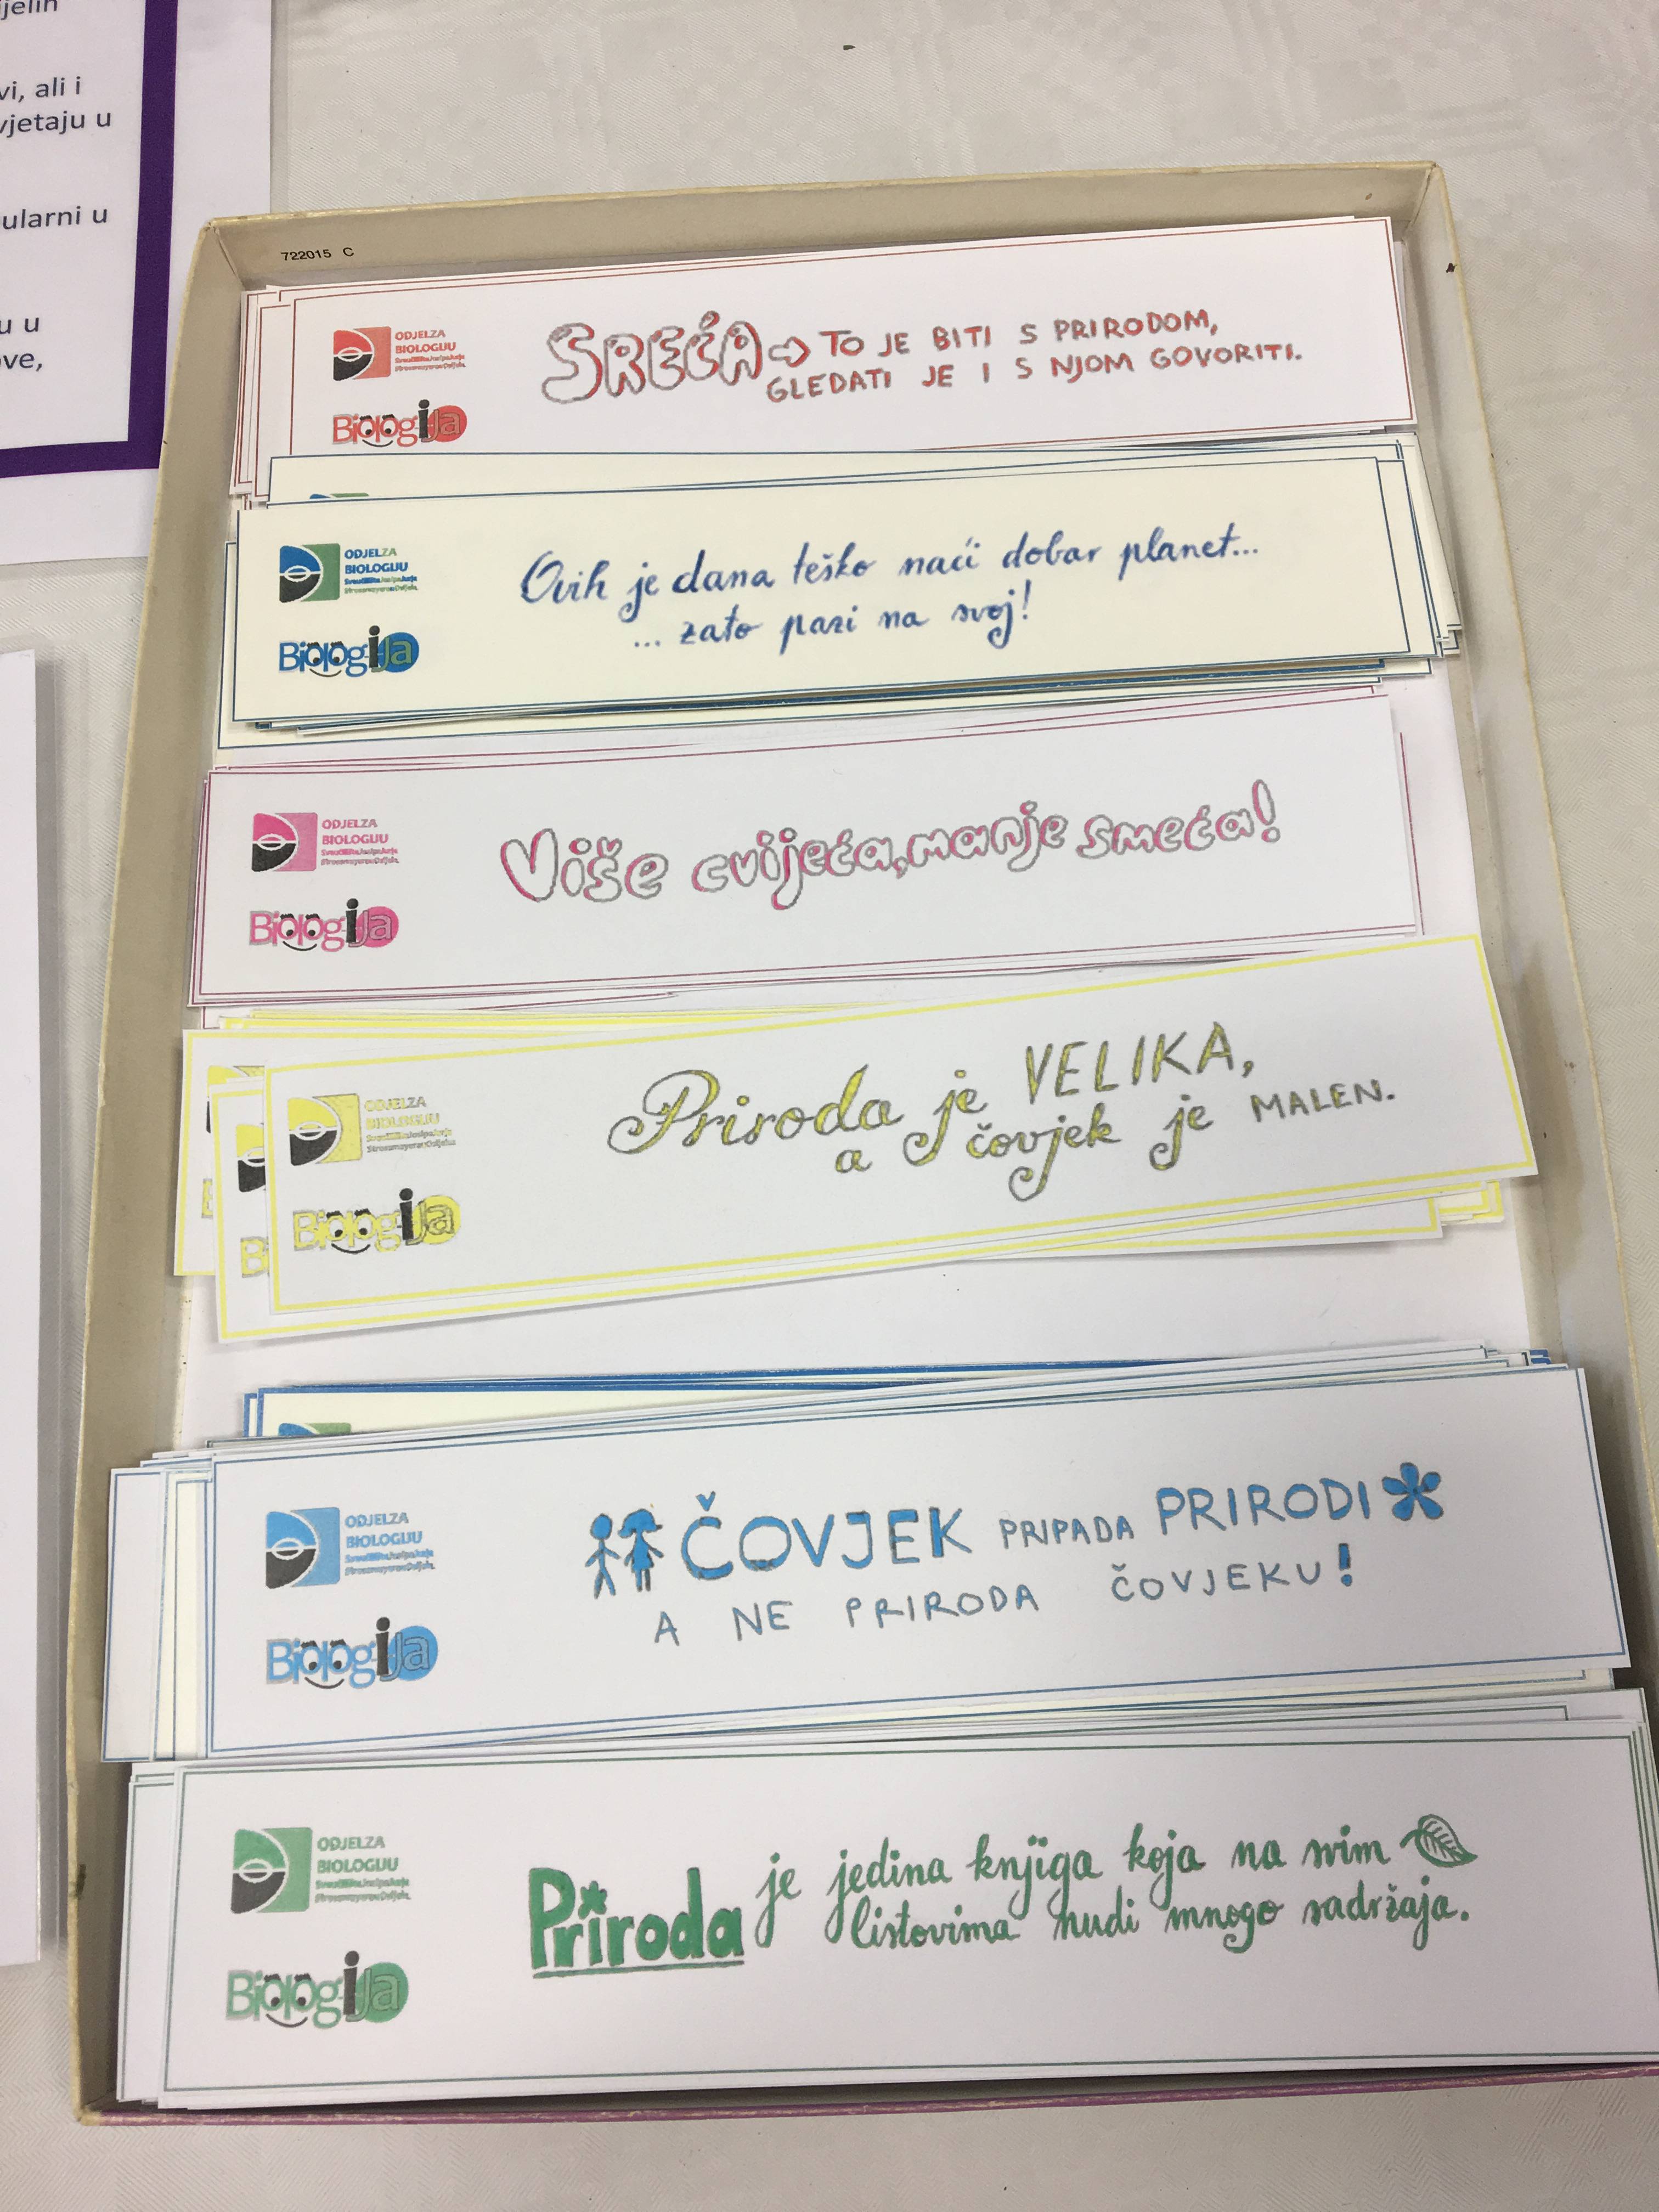 jelih
vi, ali i
vjetaju u
ularni u
u u
ove,
722015 C
ODJELZA
BIOLOGIJU
Biologija
SREĆA → TO JE BITI S PRIRODOM,
GLEDATI JE I S NJOM GOVORITI.
ODJELZA
BIOLOGIJU
Biologija
Ovih je dana teško naći dobar planet...
... zato pazi na svoj!
ODJELZA
BIOLOGIJU
Biologija
Više cvijeća, manje smeća!
ODJELZA
BIOLOGIJU
Biologija
Priroda je VELIKA,
a čovjek je MALEN.
ODJELZA
BIOLOGIJU
Biologija
ČOVJEK PRIPADA PRIRODI
A NE PRIRODA ČOVJEKU!
ODJELZA
BIOLOGIJU
Biologija
Priroda je jedina knjiga koja na svim
listovima nudi mnogo sadržaja.